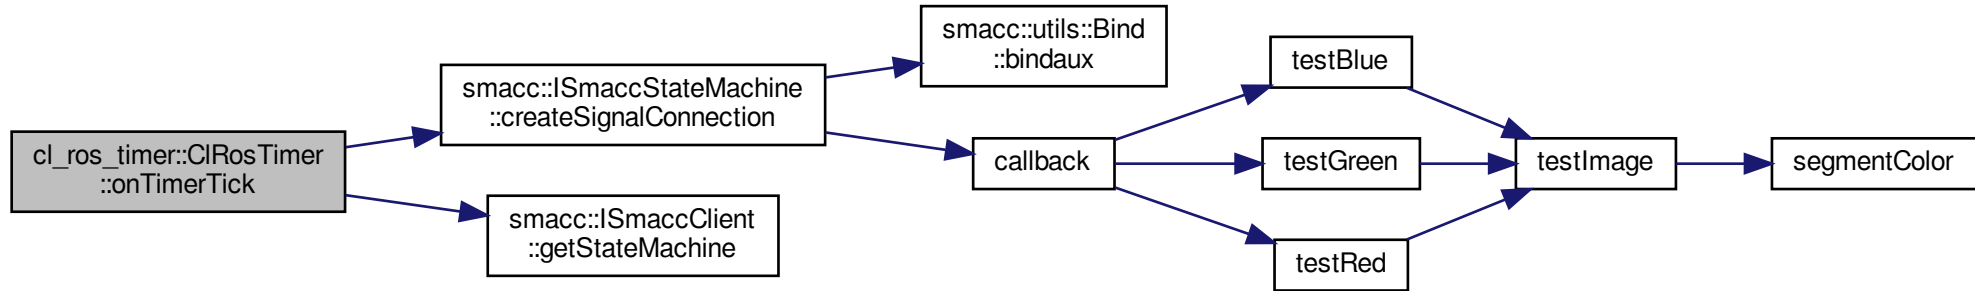 cl_ros_timer::ClRosTimer
::onTimerTick
smacc::ISmaccStateMachine
::createSignalConnection
smacc::ISmaccClient
::getStateMachine
smacc::utils::Bind
::bindaux
callback
testBlue
testGreen
testRed
testImage
segmentColor